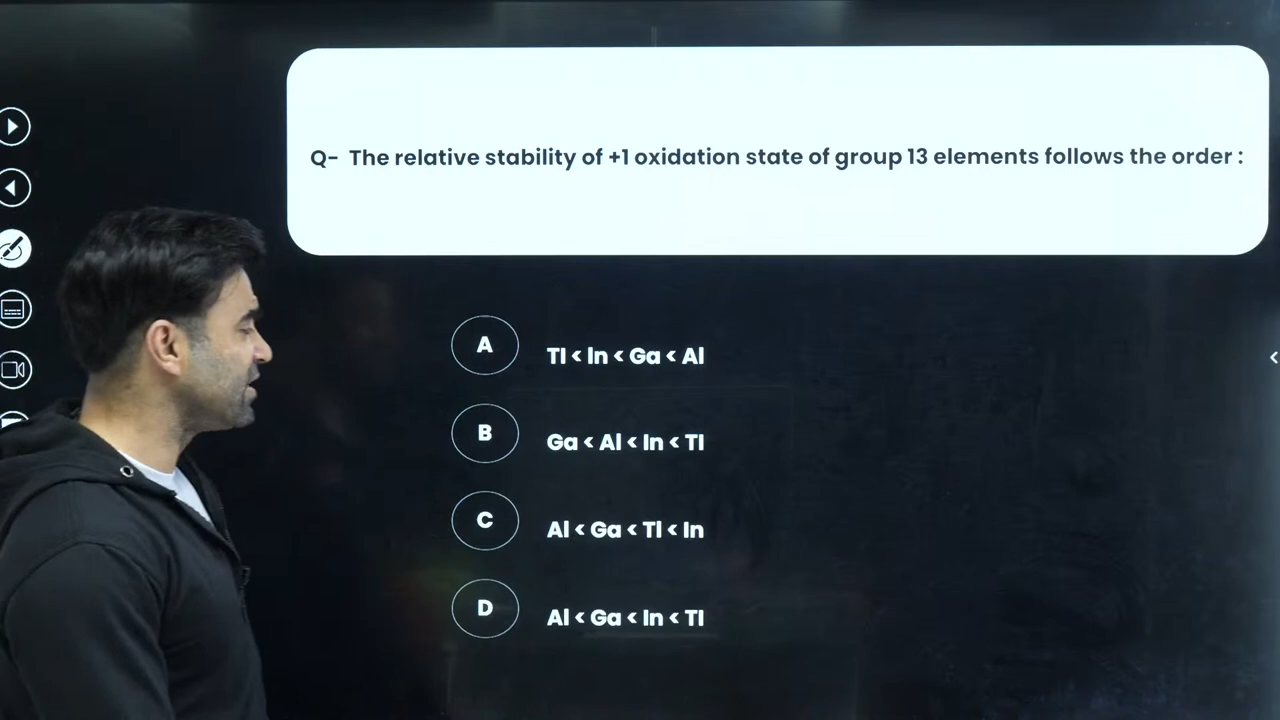 Q- The relative stability of +1 oxidation state of group 13 elements follows the order :
A
Tl < In < Ga < Al
B
Ga < Al < In < Tl
C
Al < Ga < Tl < In
D
Al < Ga < In < Tl